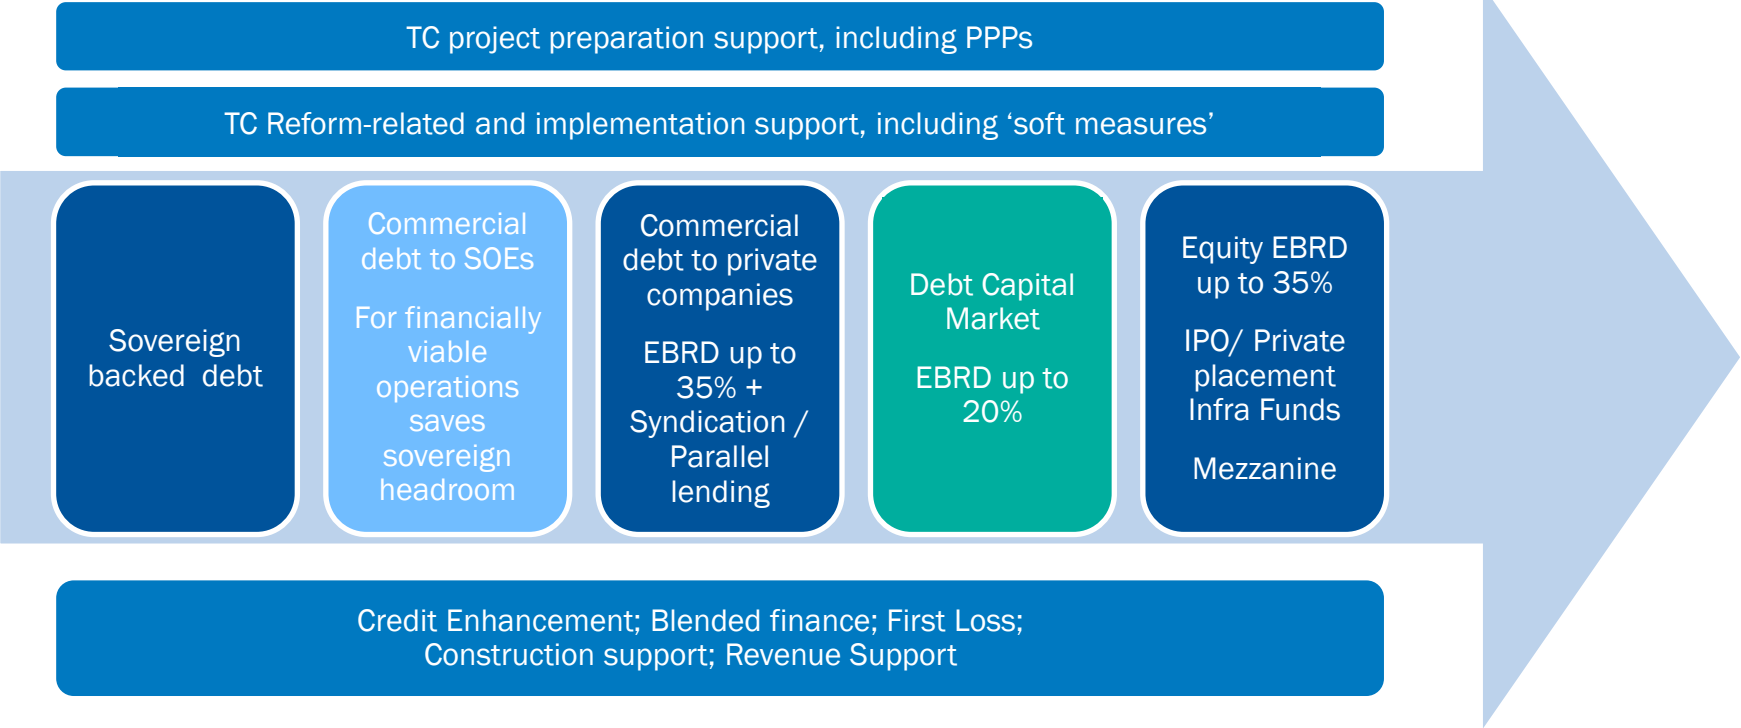 TC project preparation support, including PPPs
TC Reform-related and implementation support, including ‘soft measures’
Sovereign
backed  debt
Commercial
debt to SOEs
For financially
viable
operations
saves
sovereign
headroom
Commercial
debt to private
companies
EBRD up to
35% +
Syndication /
Parallel
lending
Debt Capital
Market
EBRD up to
20%
Equity EBRD
up to 35%
IPO/ Private
placement
Infra Funds
Mezzanine
Credit Enhancement; Blended finance; First Loss;
Construction support; Revenue Support